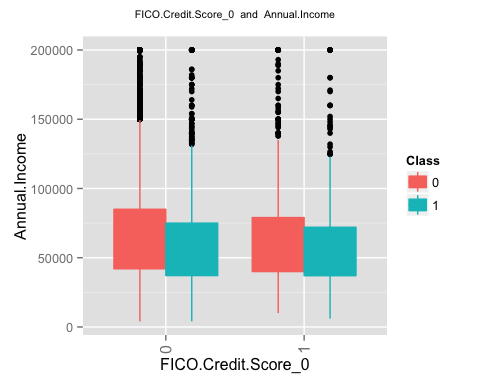 FICO.Credit.Score_0 and Annual.Income
200000
150000
100000
50000
0
Annual.Income
0
1
FICO.Credit.Score_0
Class
0
1